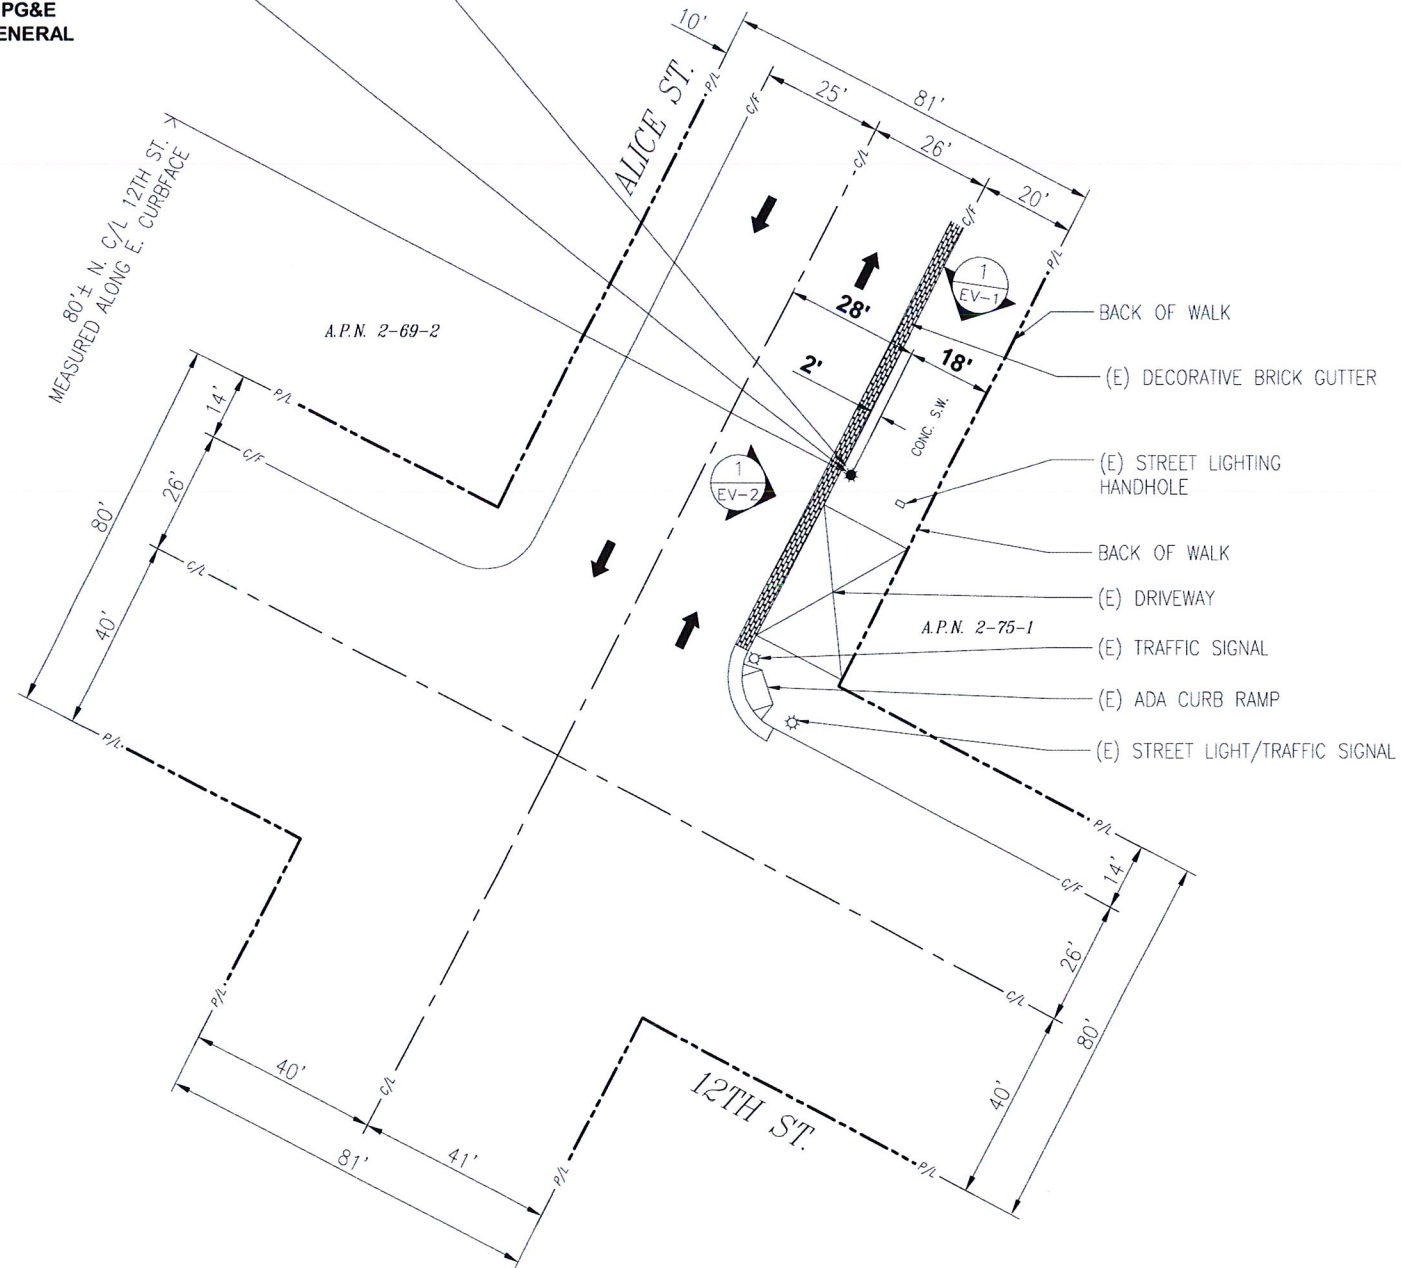 PG&E
ENERAL
10'
ALICE ST.
P/L
C/F
25'
81'
C/L
26'
20'
C/F
P/L
80'± N. C/L 12TH ST.
MEASURED ALONG E. CURBFACE
A.P.N. 2-69-2
1
EV-1
28'
2'
18'
CONC. S.W.
BACK OF WALK
(E) DECORATIVE BRICK GUTTER
(E) STREET LIGHTING
HANDHOLE
BACK OF WALK
(E) DRIVEWAY
A.P.N. 2-75-1
(E) TRAFFIC SIGNAL
(E) ADA CURB RAMP
(E) STREET LIGHT/TRAFFIC SIGNAL
1
EV-2
14'
P/L
C/F
26'
80'
C/L
40'
P/L
P/L
P/L
14'
C/F
26'
C/L
80'
40'
P/L
12TH ST.
40'
C/L
81'
41'
P/L